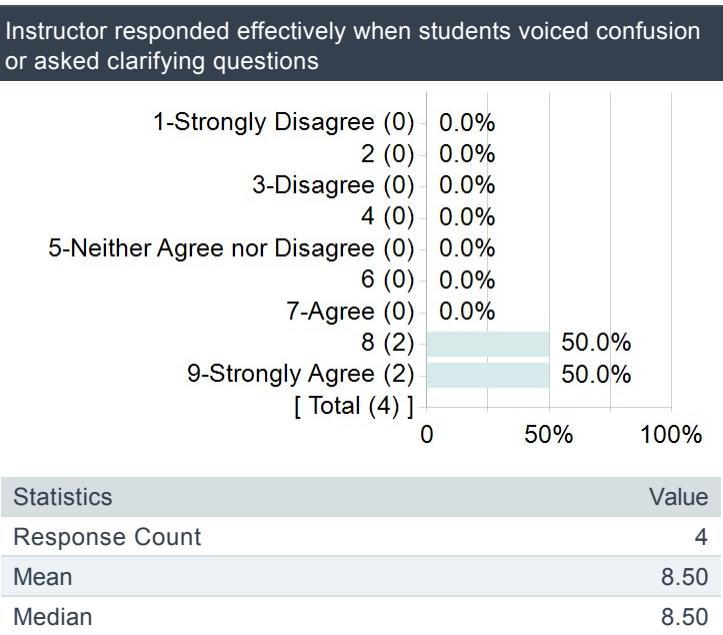 Instructor responded effectively when students voiced confusion
or asked clarifying questions
1-Strongly Disagree (0) 0.0%
2 (0) 0.0%
3-Disagree (0) 0.0%
4 (0) 0.0%
5-Neither Agree nor Disagree (0) 0.0%
6 (0) 0.0%
7-Agree (0) 0.0%
8 (2) 50.0%
9-Strongly Agree (2) 50.0%
[ Total (4) ]
0 50% 100%
Statistics Value
Response Count 4
Mean 8.50
Median 8.50